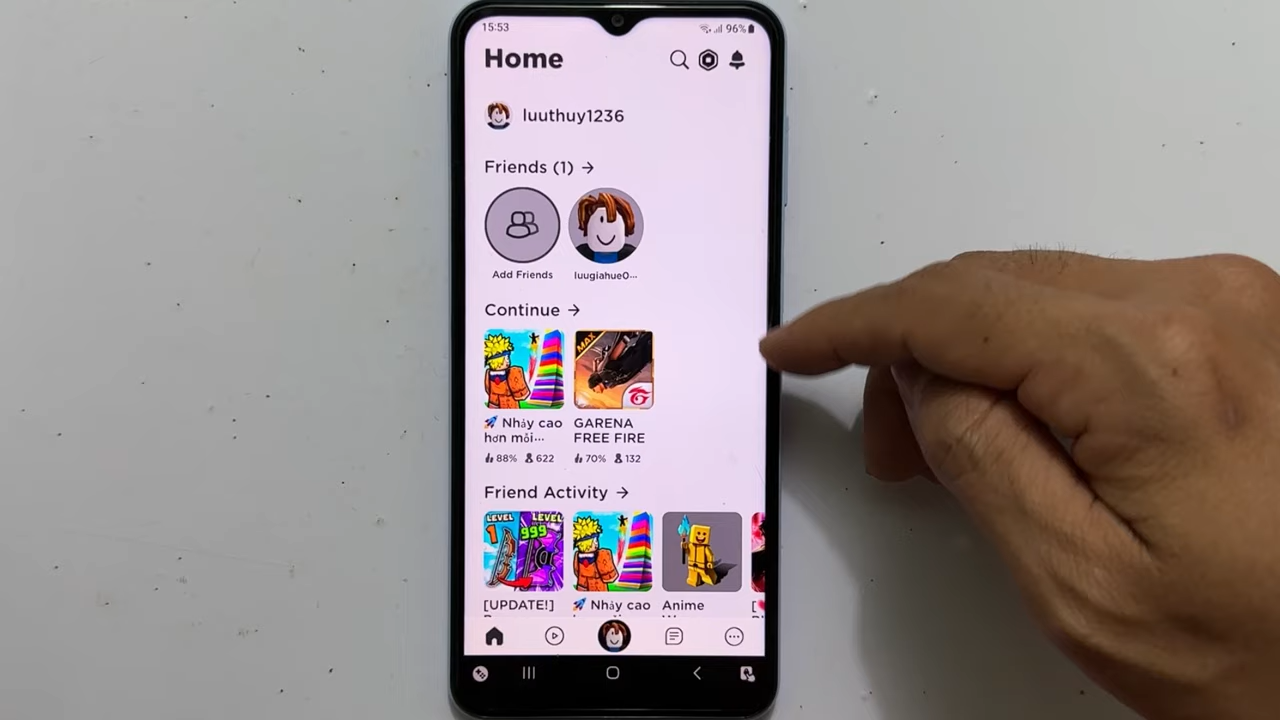 15:53
96%
Home
luuthuy1236
Friends (1) →
Add Friends
luugiahue0...
Continue →
MAX
🚀 Nhảy cao
hơn mỗi...
88% 622
GARENA
FREE FIRE
70% 132
Friend Activity →
LEVEL LEVEL
1 999
[UPDATE!]
🚀 Nhảy cao
Anime
[